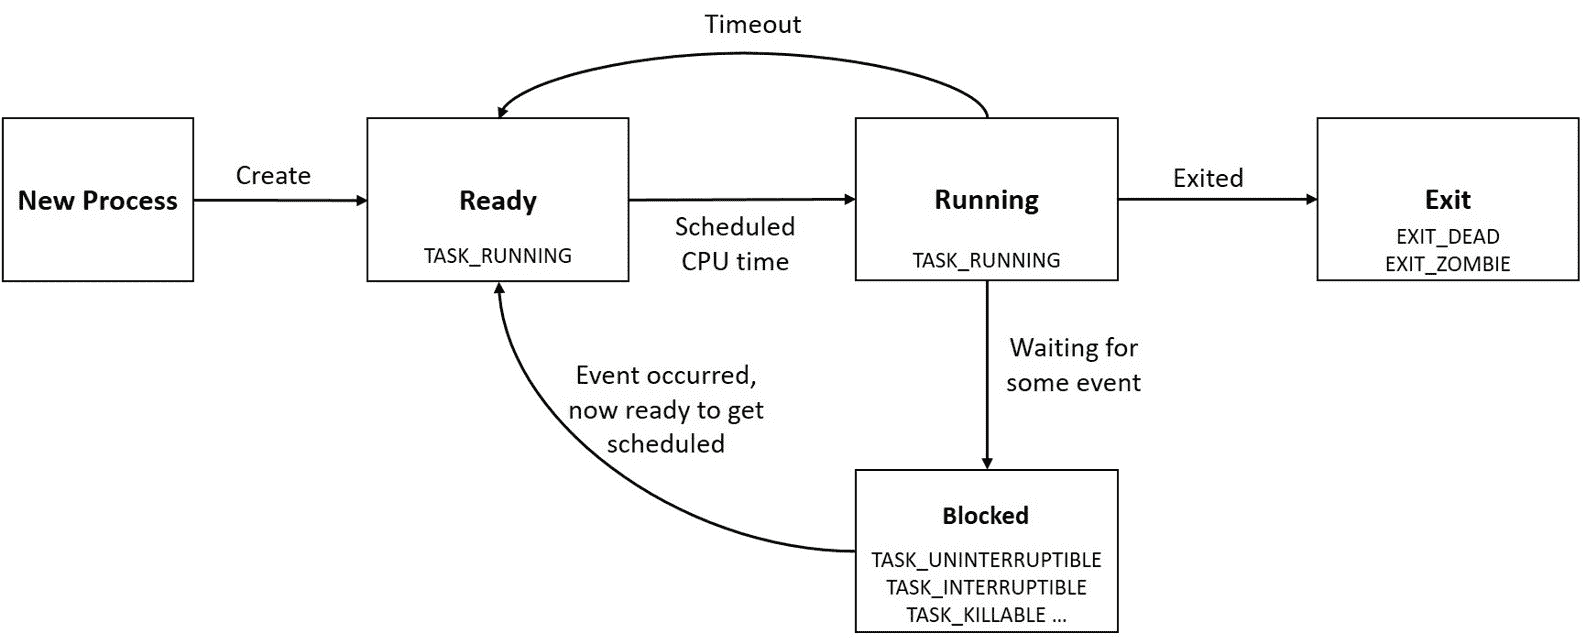 Timeout
New Process
Create
Ready
TASK_RUNNING
Scheduled
CPU time
Running
TASK_RUNNING
Exited
Exit
EXIT_DEAD
EXIT_ZOMBIE
Event occurred,
now ready to get
scheduled
Waiting for
some event
Blocked
TASK_UNINTERRUPTIBLE
TASK_INTERRUPTIBLE
TASK_KILLABLE ...